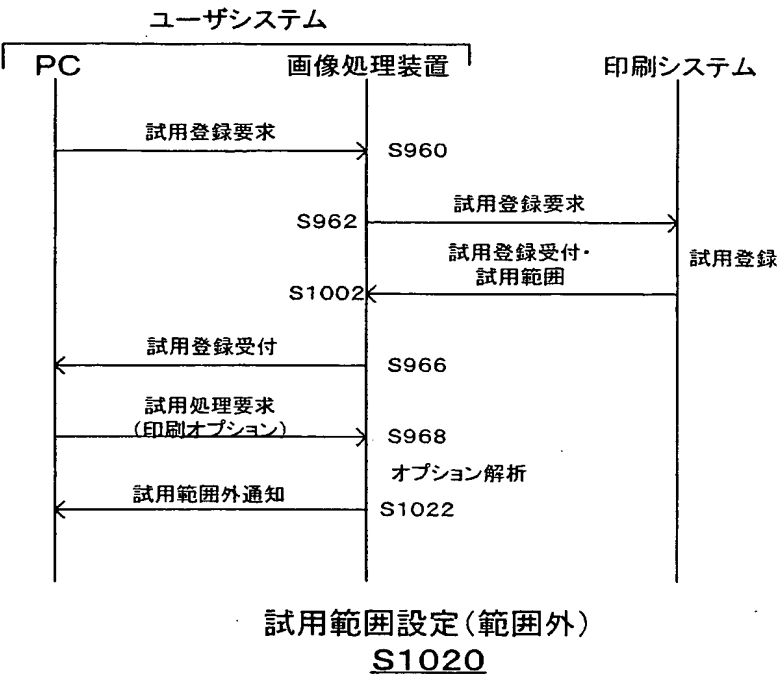 ユーザシステム
PC
画像処理装置
印刷システム
試用登録要求
S960
S962
試用登録要求
試用登録受付・
試用範囲
試用登録
S1002
試用登録受付
S966
試用処理要求
(印刷オプション)
S968
オプション解析
試用範囲外通知
S1022
試用範囲設定(範囲外)
S1020